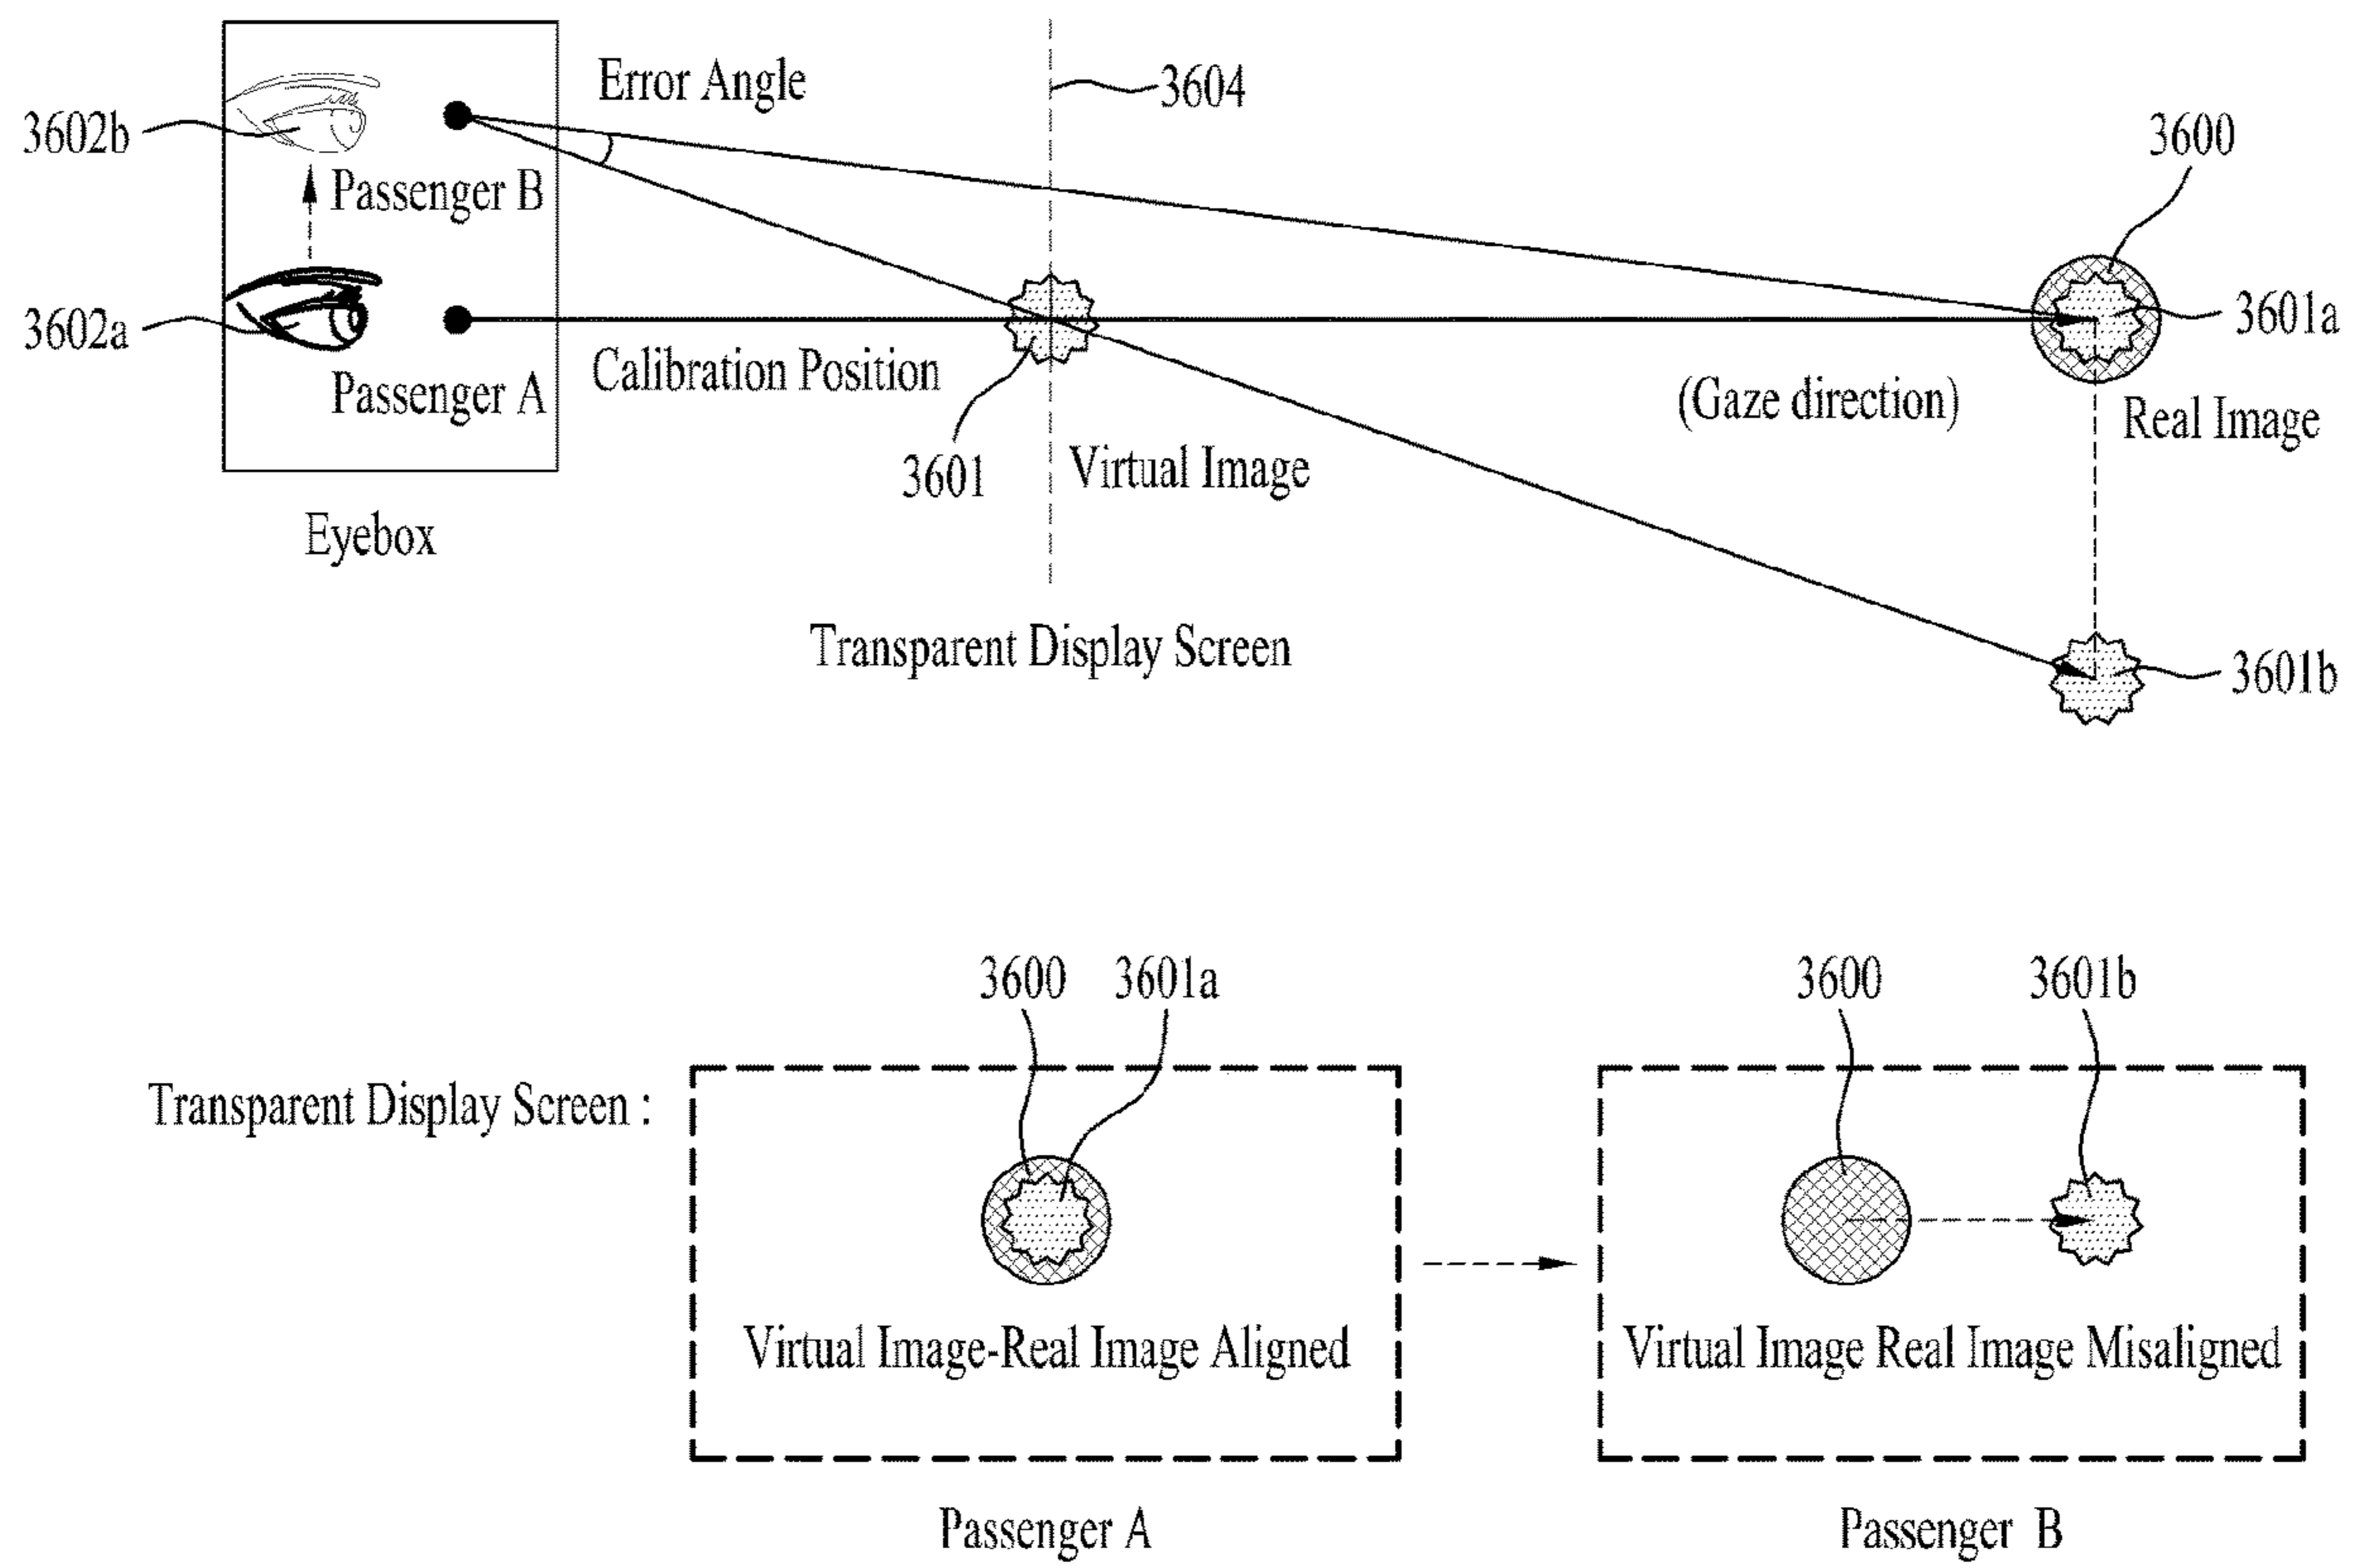 Error Angle
3604
3602b
3600
Passenger B
3602a
3601a
Calibration Position
Passenger A
(Gaze direction)
Real Image
3601
Virtual Image
Eyebox
Transparent Display Screen
3601b
3600
3601a
3600
3601b
Transparent Display Screen :
Virtual Image-Real Image Aligned
Virtual Image Real Image Misaligned
Passenger A
Passenger B